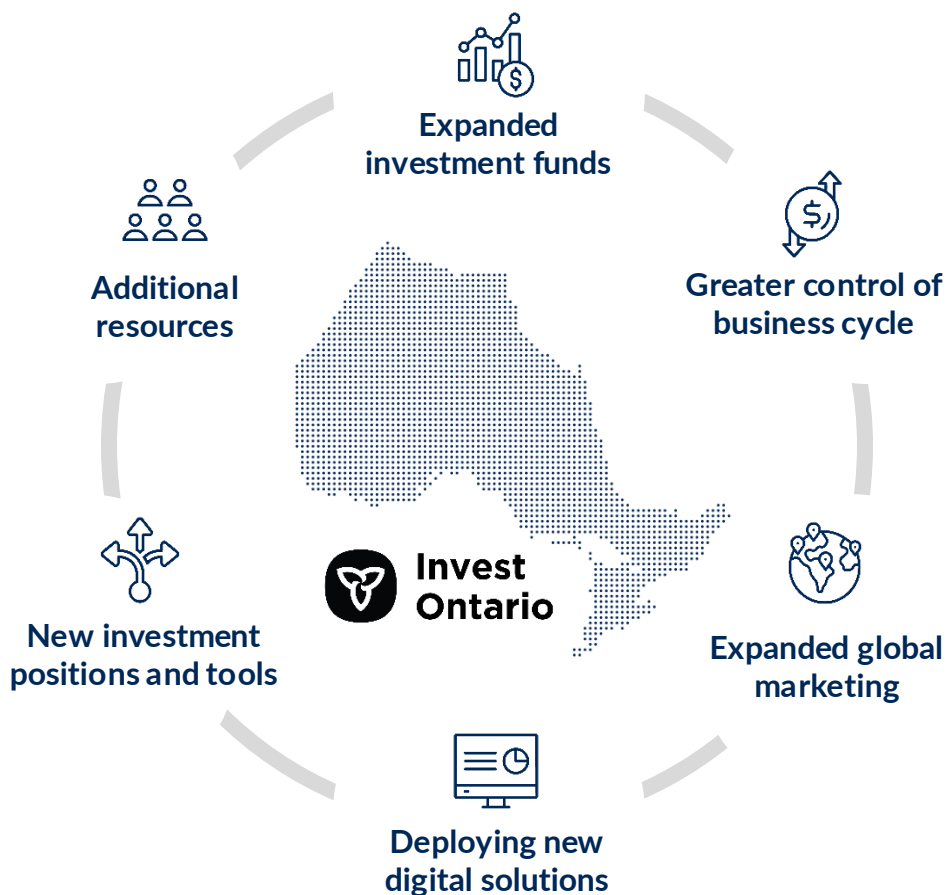 Expanded
investment funds
Greater control of
business cycle
Expanded global
marketing
Deploying new
digital solutions
New investment
positions and tools
Additional
resources
Invest
Ontario